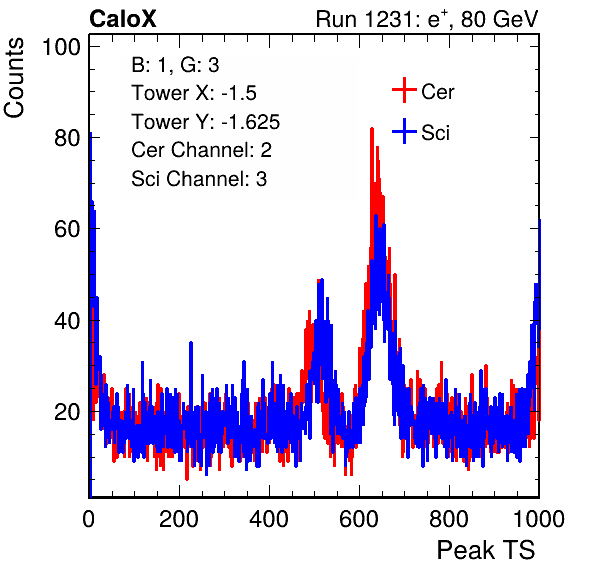 CaloX Run 1231: e⁺, 80 GeV
Counts
B: 1, G: 3
Tower X: -1.5
Tower Y: -1.625
Cer Channel: 2
Sci Channel: 3
Cer
Sci
100
80
60
40
20
0 200 400 600 800 1000
Peak TS